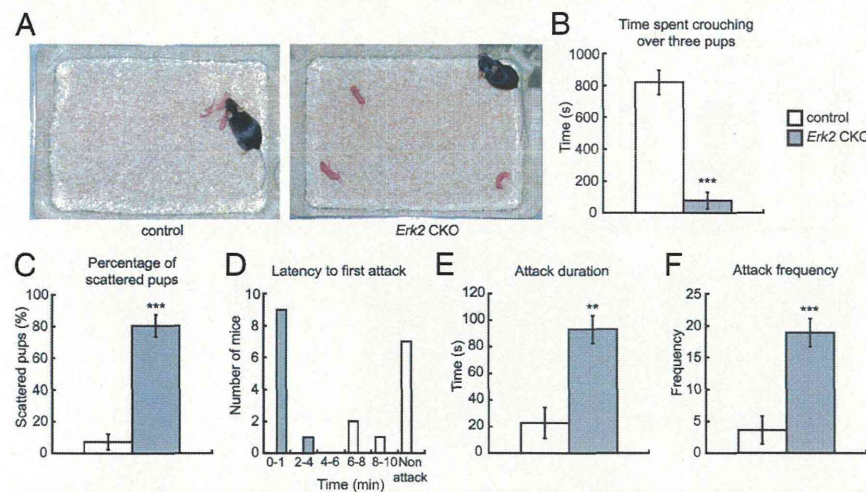 A
control
Erk2 CKO
B
Time spent crouching
over three pups
Time (s)
1000
800
600
400
200
0
***
control
Erk2 CKO
C
Percentage of
scattered pups
Scattered pups (%)
100
80
60
40
20
0
***
D
Latency to first attack
Number of mice
10
8
6
4
2
0
0-1
2-4
4-6
6-8
8-10
Non
attack
Time (min)
E
Attack duration
Time (s)
120
100
80
60
40
20
0
**
F
Attack frequency
Frequency
25
20
15
10
5
0
***